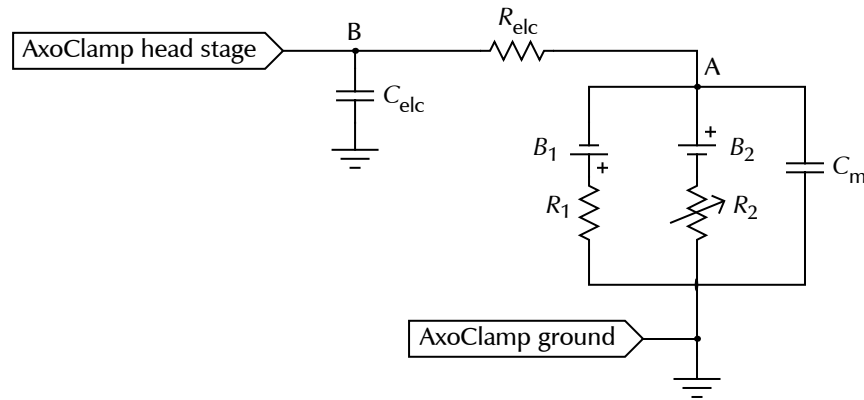 R_elc
B
AxoClamp head stage
A
C_elc
B_1
+
+
B_2
C_m
R_1
R_2
AxoClamp ground